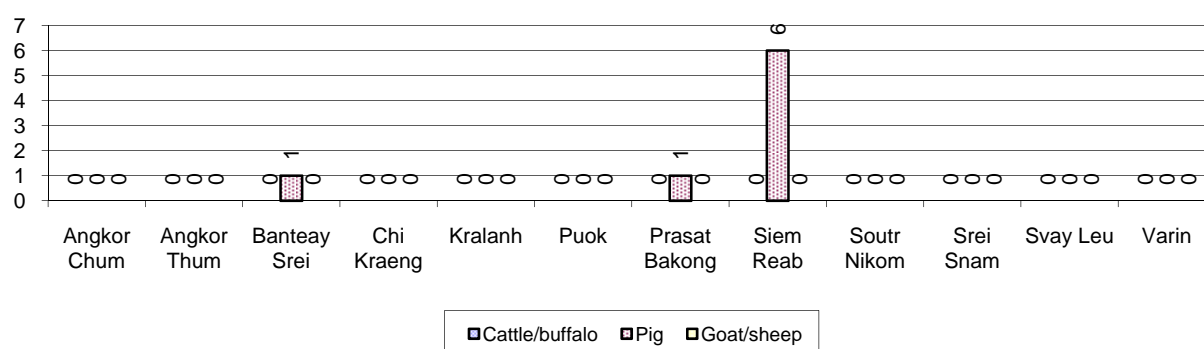 7
6
5
4
3
2
1
0
0 0 0 0 0 0 0 1 0 0 0 0 0 0 0 0 0 0 0 1 0 0 6 0 0 0 0 0 0 0 0 0 0 0 0 0
Angkor Chum
Angkor Thum
Banteay Srei
Chi Kraeng
Kralanh
Puok
Prasat Bakong
Siem Reab
Soutr Nikom
Srei Snam
Svay Leu
Varin
Cattle/buffalo Pig Goat/sheep